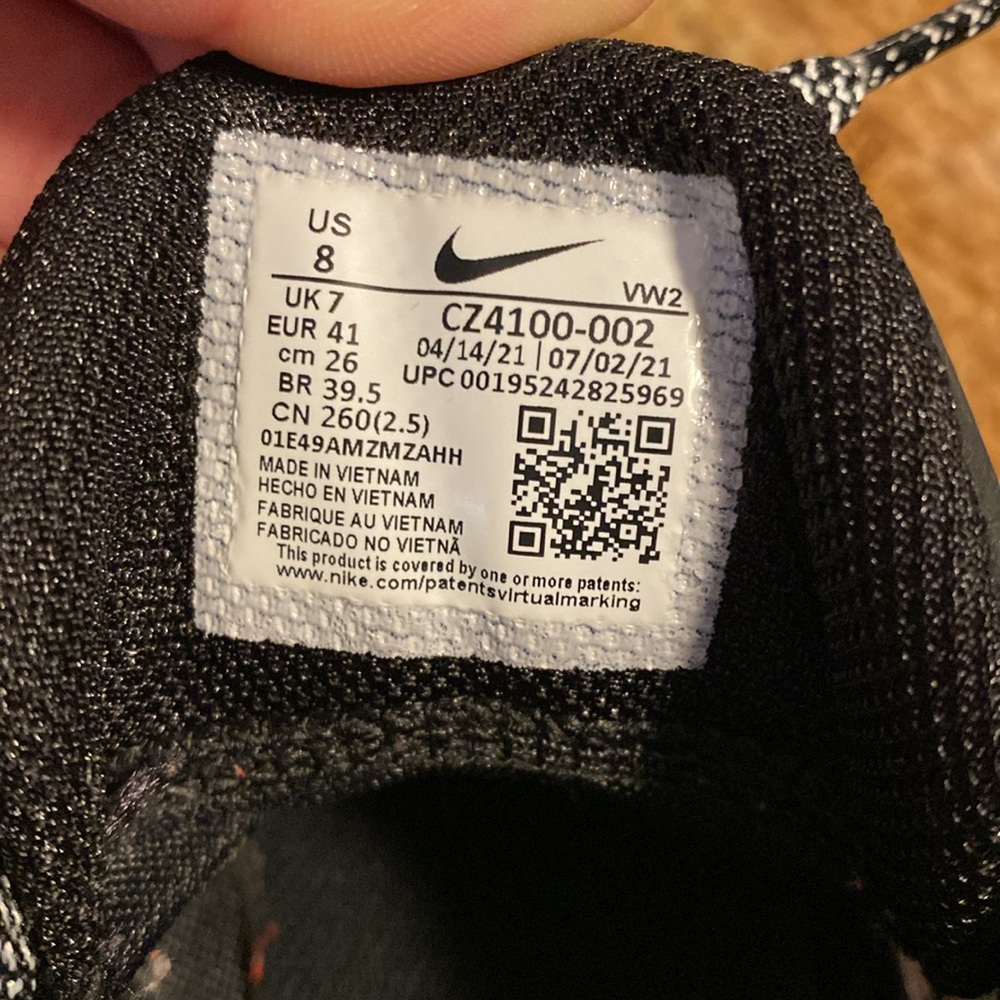 US
8
VW2
UK 7
EUR 41
cm 26
BR 39.5
CN 260(2.5)
CZ4100-002
04/14/21 | 07/02/21
UPC 00195242825969
01E49AMZMZAHH
MADE IN VIETNAM
HECHO EN VIETNAM
FABRIQUE AU VIETNAM
FABRICADO NO VIETNÃ
This product is covered by one or more patents:
www.nike.com/patentsvirtualmarking